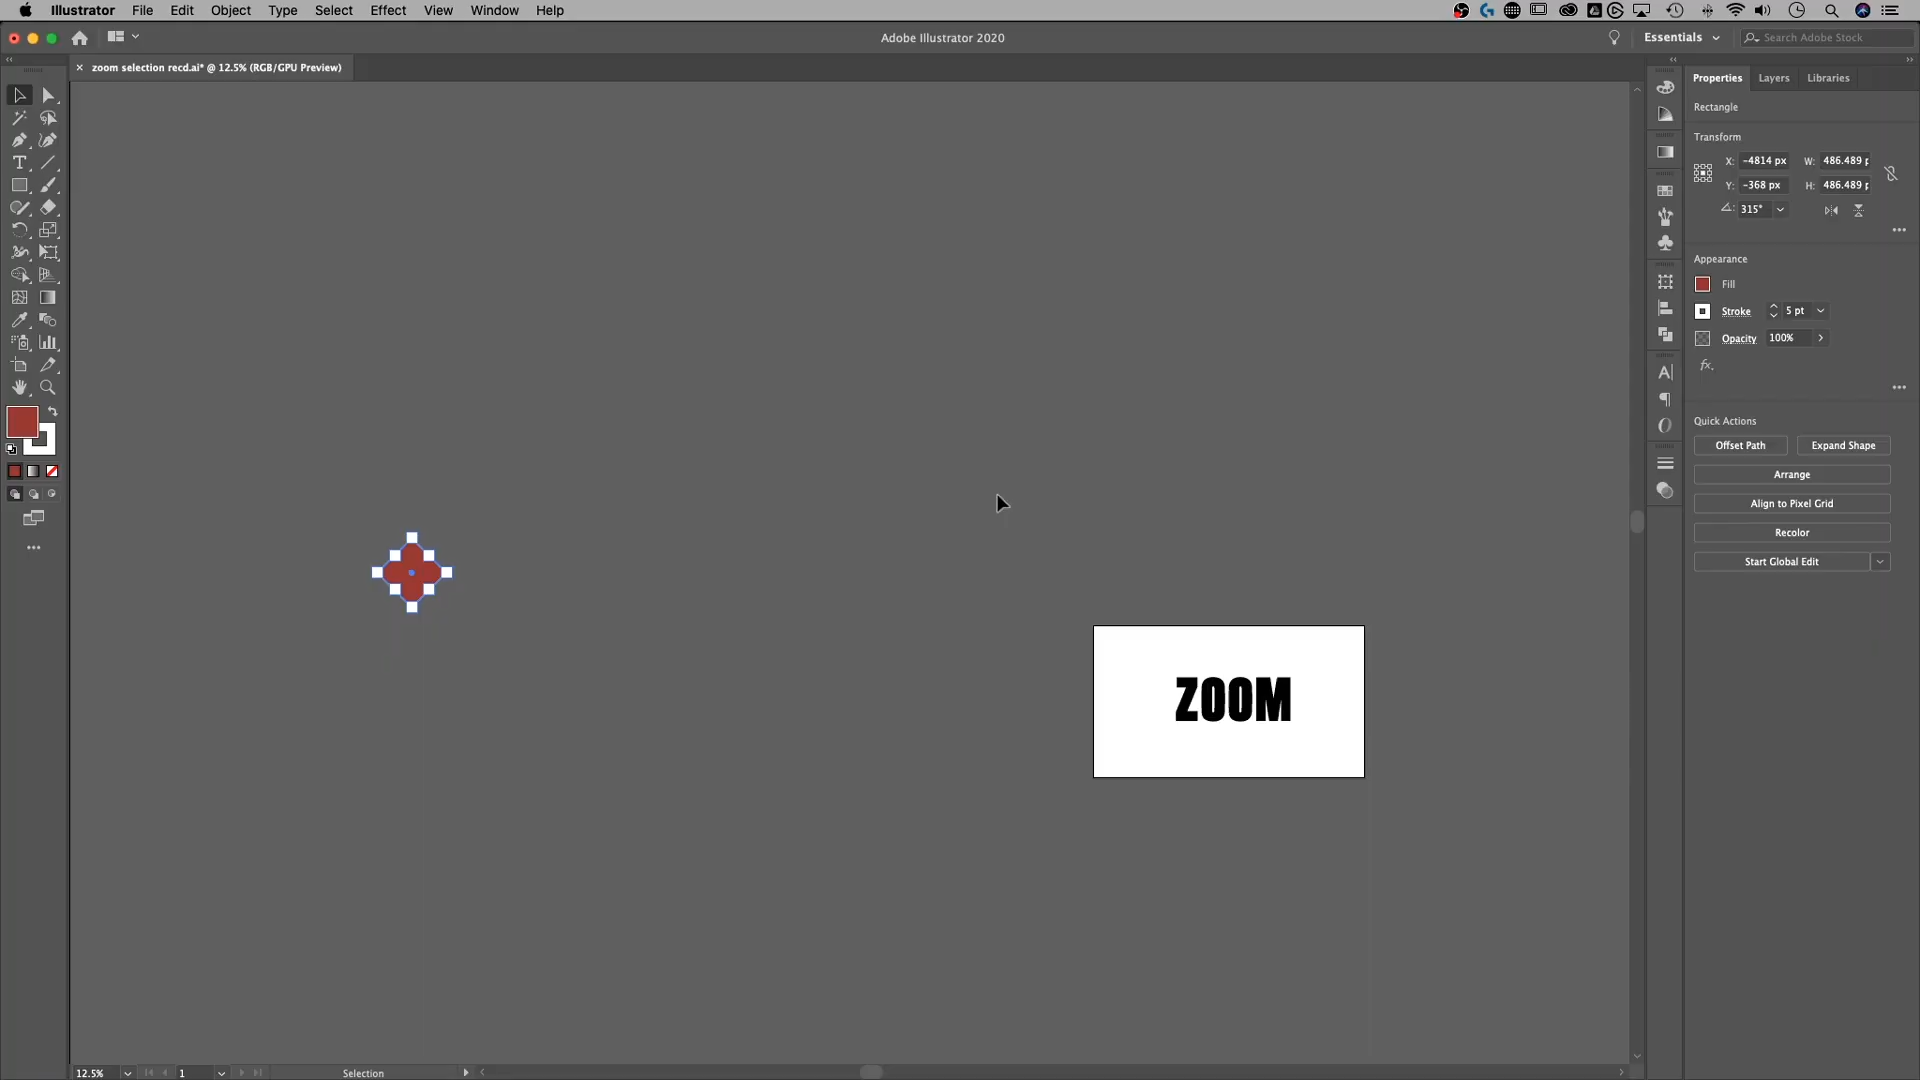 Illustrator File Edit Object Type Select Effect View Window Help
Adobe Illustrator 2020
Essentials
Search Adobe Stock
zoom selection recd.ai* @ 12.5% (RGB/GPU Preview)
Properties Layers Libraries
Rectangle
Transform
X: -4814 px W: 486.489 p
Y: -368 px H: 486.489 p
315°
Appearance
Fill
Stroke 5 pt
Opacity 100%
fx.
Quick Actions
Offset Path Expand Shape
Arrange
Align to Pixel Grid
Recolor
Start Global Edit
ZOOM
12.5% 1 Selection